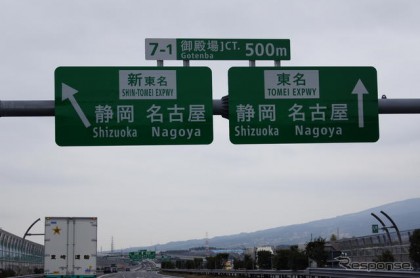 7-1 御殿場JCT. 500m
Gotenba
新東名
SHIN-TOMEI EXPWY
静岡 名古屋
Shizuoka Nagoya
東名
TOMEI EXPWY
静岡 名古屋
Shizuoka Nagoya
Response.